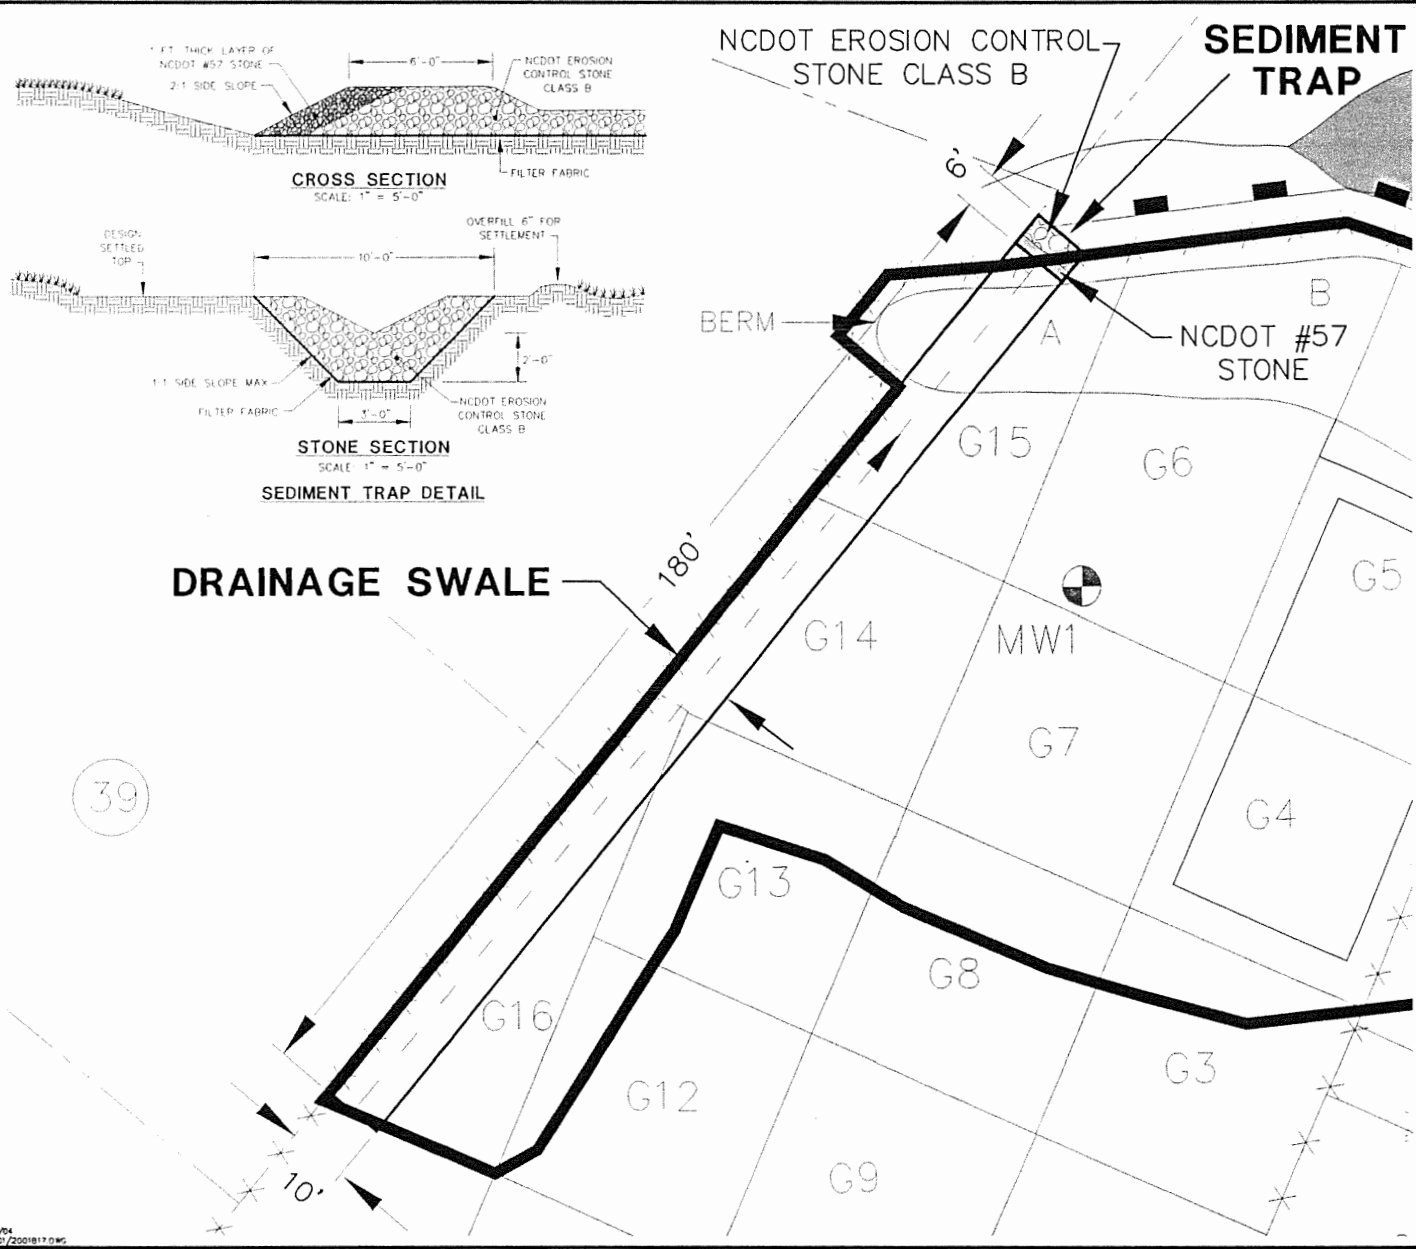 1 FT. THICK LAYER OF
NCDOT #57 STONE
2:1 SIDE SLOPE
6'-0"
NCDOT EROSION
CONTROL STONE
CLASS B
FILTER FABRIC
CROSS SECTION
SCALE: 1" = 5'-0"
DESIGN
SETTLED
TOP
OVERFILL 6" FOR
SETTLEMENT
10'-0"
2'-0"
1:1 SIDE SLOPE MAX
FILTER FABRIC
3'-0"
NCDOT EROSION
CONTROL STONE
CLASS B
STONE SECTION
SCALE: 1" = 5'-0"
SEDIMENT TRAP DETAIL
NCDOT EROSION CONTROL
STONE CLASS B
SEDIMENT
TRAP
6'
BERM
A
B
NCDOT #57
STONE
G15
G6
G5
180'
DRAINAGE SWALE
G14
MW1
G7
39
G4
G13
G8
G16
G12
G3
G9
10'
/04
01/2001817.DWG